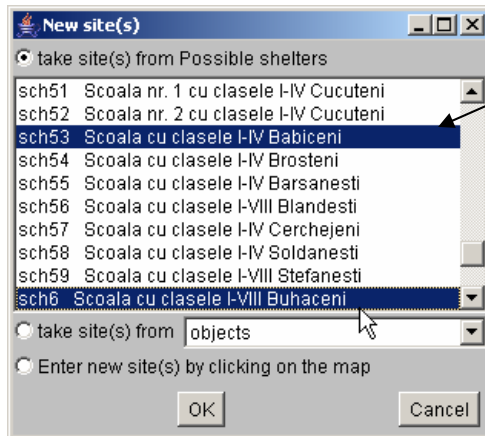 New site(s)
take site(s) from Possible shelters
sch51 Scoala nr. 1 cu clasele I-IV Cucuteni
sch52 Scoala nr. 2 cu clasele I-IV Cucuteni
sch53 Scoala cu clasele I-IV Babiceni
sch54 Scoala cu clasele I-IV Brosteni
sch55 Scoala cu clasele I-IV Barsanesti
sch56 Scoala cu clasele I-VIII Blandesti
sch57 Scoala cu clasele I-IV Cerchejeni
sch58 Scoala cu clasele I-IV Soldanesti
sch59 Scoala cu clasele I-VIII Stefanesti
sch6 Scoala cu clasele I-VIII Buhaceni
take site(s) from objects
Enter new site(s) by clicking on the map
OK Cancel